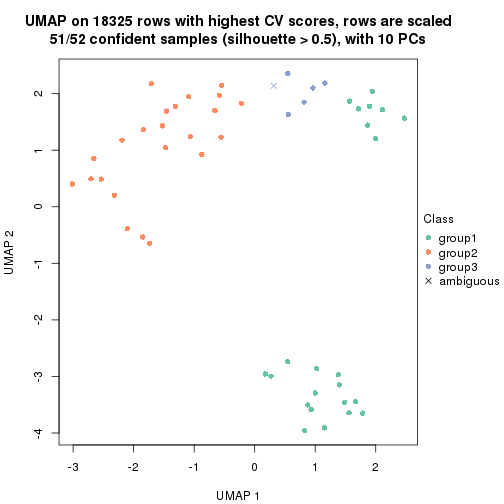 UMAP on 18325 rows with highest CV scores, rows are scaled
51/52 confident samples (silhouette > 0.5), with 10 PCs
2
1
0
-1
-2
-3
-4
UMAP 2
Class
group1
group2
group3
ambiguous
-3 -2 -1 0 1 2
UMAP 1